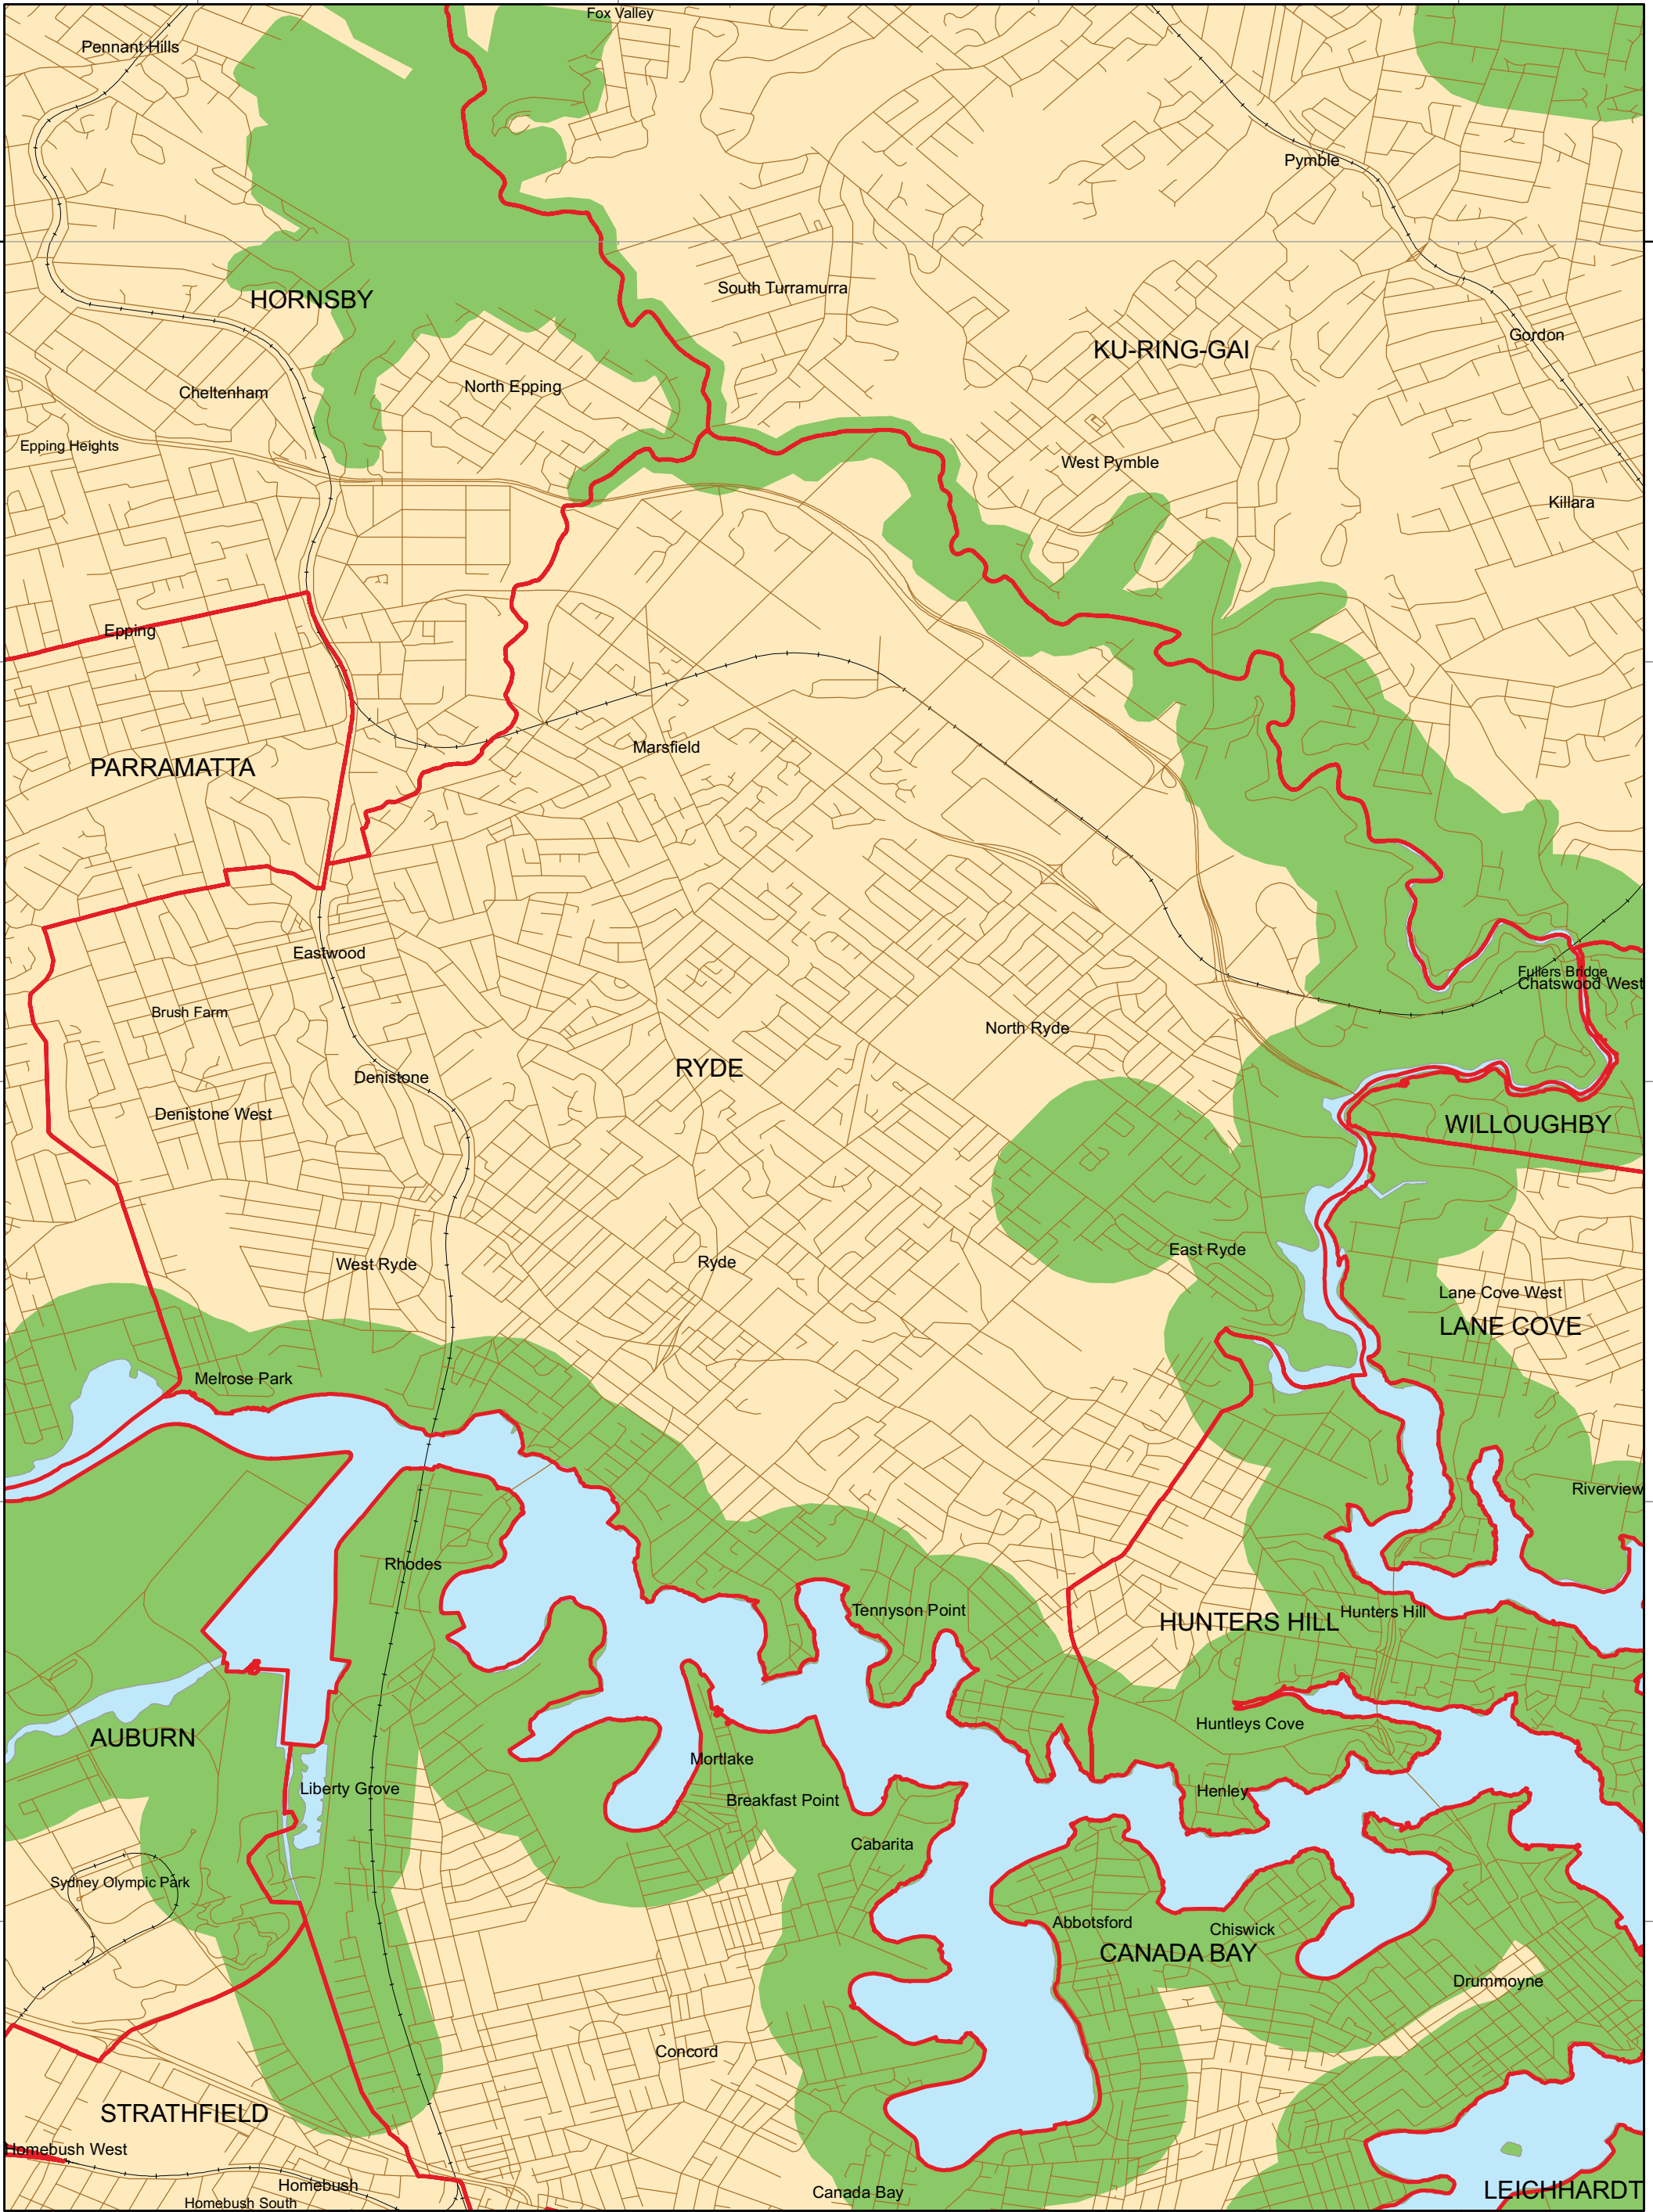 Fox Valley
Pennant Hills
Pymble
South Turramurra
HORNSBY
Gordon
KU-RING-GAI
North Epping
Cheltenham
Epping Heights
West Pymble
Killara
Epping
Marsfield
PARRAMATTA
Eastwood
Fullers Bridge
Chatswood West
Brush Farm
North Ryde
RYDE
Denistone
Denistone West
WILLOUGHBY
East Ryde
Ryde
West Ryde
Lane Cove West
LANE COVE
Melrose Park
Riverview
Rhodes
Tennyson Point
Hunters Hill
HUNTERS HILL
Huntleys Cove
AUBURN
Mortlake
Liberty Grove
Henley
Breakfast Point
Cabarita
Sydney Olympic Park
Abbotsford
Chiswick
CANADA BAY
Drummoyne
Concord
STRATHFIELD
Homebush West
Homebush
Canada Bay
LEICHHARDT
Homebush South